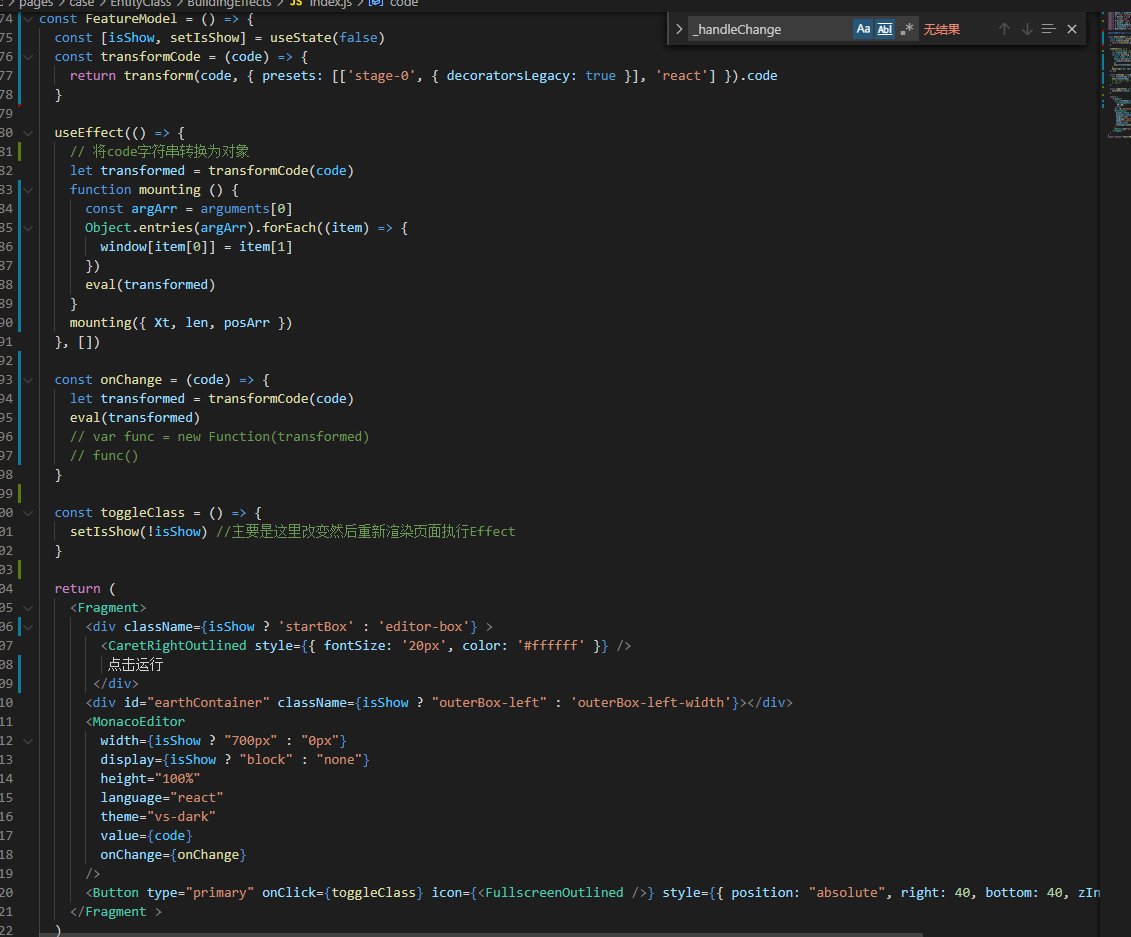 pages > case > EntityClass > BuildingEffects > JS index.js > code
_handleChange Aa Abl .* 无结果
74 const FeatureModel = () => {
75 const [isShow, setIsShow] = useState(false)
76 const transformCode = (code) => {
77 return transform(code, { presets: [['stage-0', { decoratorsLegacy: true }], 'react'] }).code
78 }
79
80 useEffect(() => {
81 // 将code字符串转换为对象
82 let transformed = transformCode(code)
83 function mounting () {
84 const argArr = arguments[0]
85 Object.entries(argArr).forEach((item) => {
86 window[item[0]] = item[1]
87 })
88 eval(transformed)
89 }
90 mounting({ Xt, len, posArr })
91 }, [])
92
93 const onChange = (code) => {
94 let transformed = transformCode(code)
95 eval(transformed)
96 // var func = new Function(transformed)
97 // func()
98 }
99
00 const toggleClass = () => {
01 setIsShow(!isShow) //主要是这里改变然后重新渲染页面执行Effect
02 }
03
04 return (
05 <Fragment>
06 <div className={isShow ? 'startBox' : 'editor-box'} >
07 <CaretRightOutlined style={{ fontSize: '20px', color: '#ffffff' }} />
08 点击运行
09 </div>
10 <div id="earthContainer" className={isShow ? "outerBox-left" : 'outerBox-left-width'}></div>
11 <MonacoEditor
12 width={isShow ? "700px" : "0px"}
13 display={isShow ? "block" : "none"}
14 height="100%"
15 language="react"
16 theme="vs-dark"
17 value={code}
18 onChange={onChange}
19 />
20 <Button type="primary" onClick={toggleClass} icon={<FullscreenOutlined />} style={{ position: "absolute", right: 40, bottom: 40, zIn
21 </Fragment >
22 )